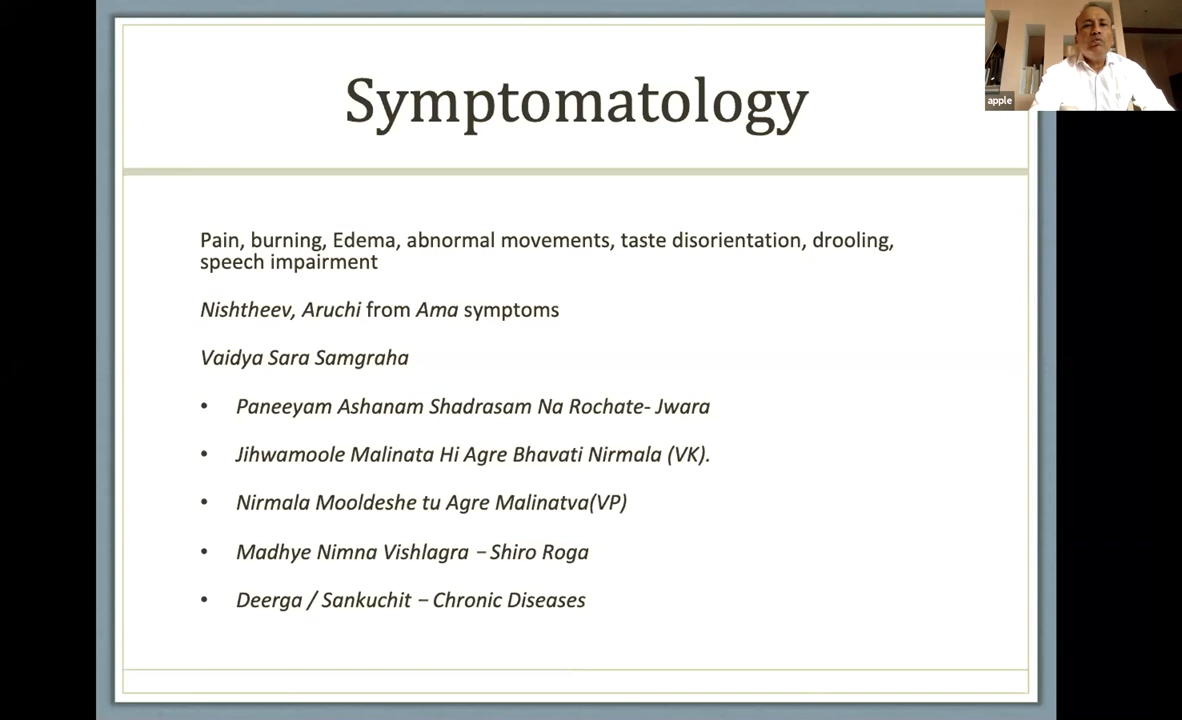 Symptomatology
apple
Pain, burning, Edema, abnormal movements, taste disorientation, drooling,
speech impairment
Nishtheev, Aruchi from Ama symptoms
Vaidya Sara Samgraha
• Paneeyam Ashanam Shadrasam Na Rochate- Jwara
• Jihwamoole Malinata Hi Agre Bhavati Nirmala (VK).
• Nirmala Mooldeshe tu Agre Malinatva(VP)
• Madhye Nimna Vishlagra – Shiro Roga
• Deerga / Sankuchit – Chronic Diseases